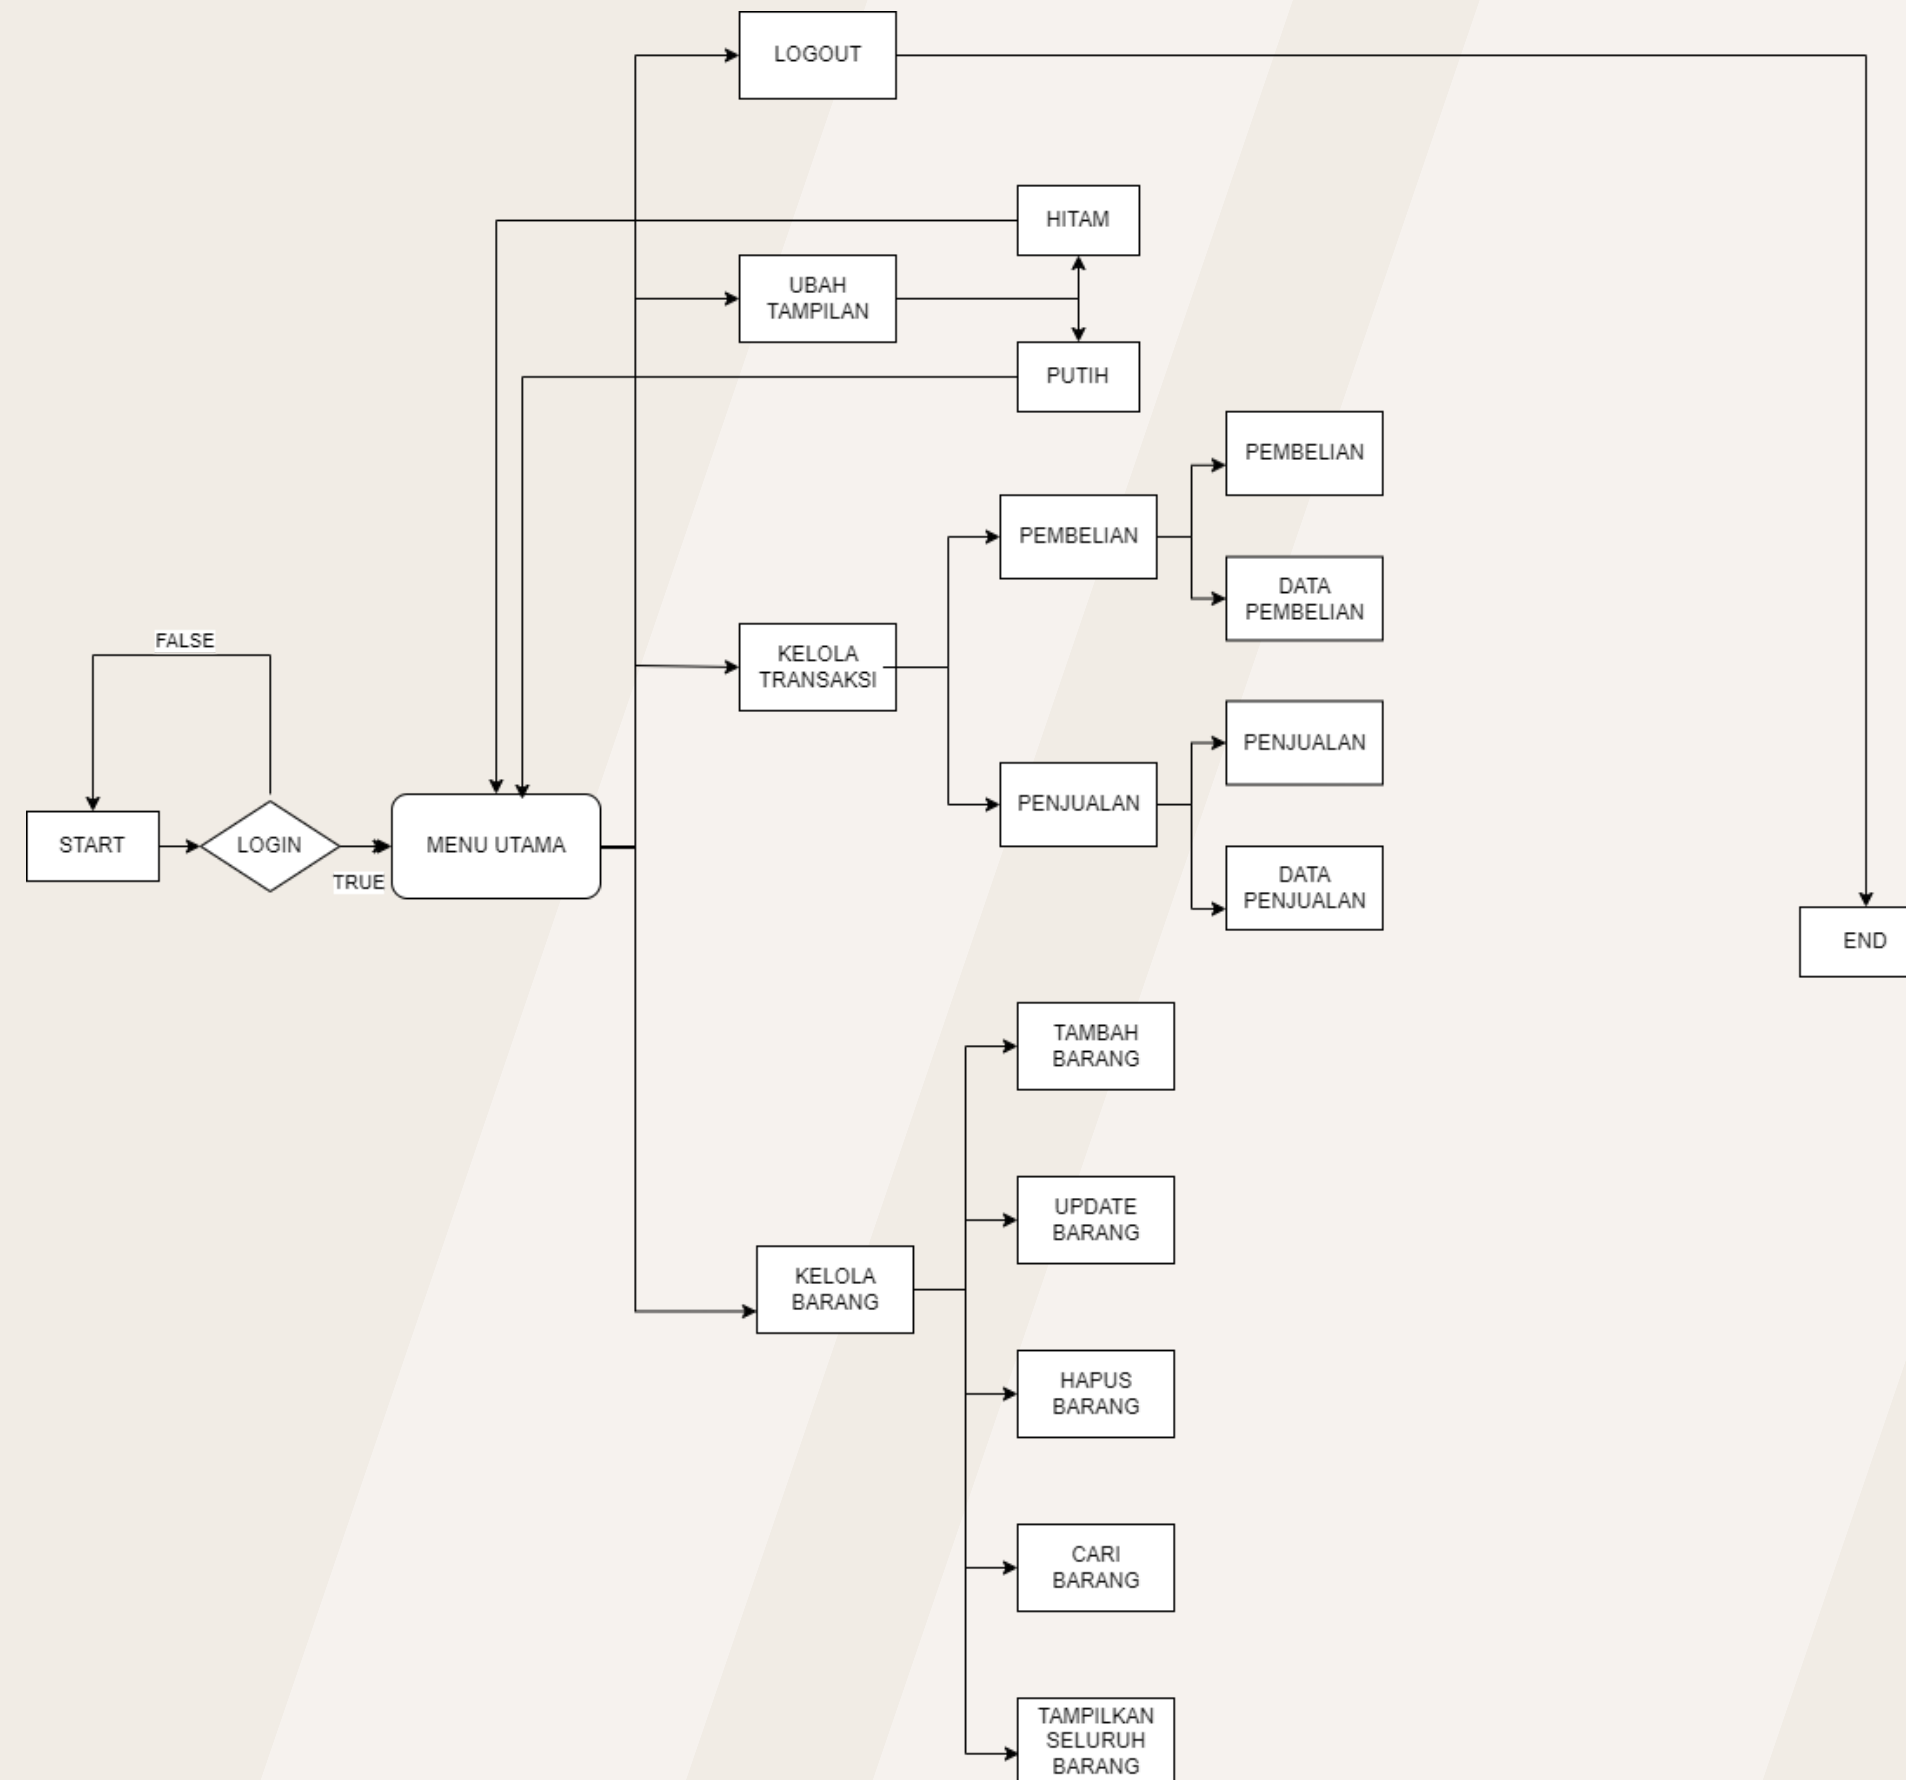 LOGOUT
HITAM
UBAH
TAMPILAN
PUTIH
PEMBELIAN
PEMBELIAN
DATA
PEMBELIAN
FALSE
KELOLA
TRANSAKSI
PENJUALAN
PENJUALAN
START
LOGIN
TRUE
MENU UTAMA
DATA
PENJUALAN
END
TAMBAH
BARANG
UPDATE
BARANG
KELOLA
BARANG
HAPUS
BARANG
CARI
BARANG
TAMPILKAN
SELURUH
BARANG